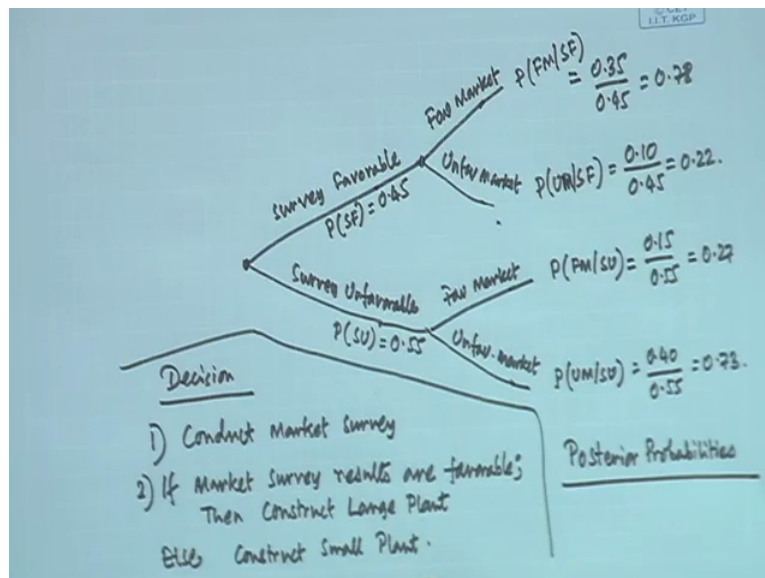 © CET
I.I.T. KGP
Fav Market
P(FM/SF)
= 0.35/0.45 = 0.78
Survey Favorable
P(SF)=0.45
Unfav Market
P(UM/SF) = 0.10/0.45 = 0.22.
Survey Unfavorable
P(SU)=0.55
Fav Market
P(FM/SU) = 0.15/0.55 = 0.27
Unfav. market
P(UM/SU) = 0.40/0.55 = 0.73.
Decision
1) Conduct Market Survey
2) If Market Survey results are favorable;
Then Construct Large Plant
Else Construct Small Plant.
Posterior Probabilities